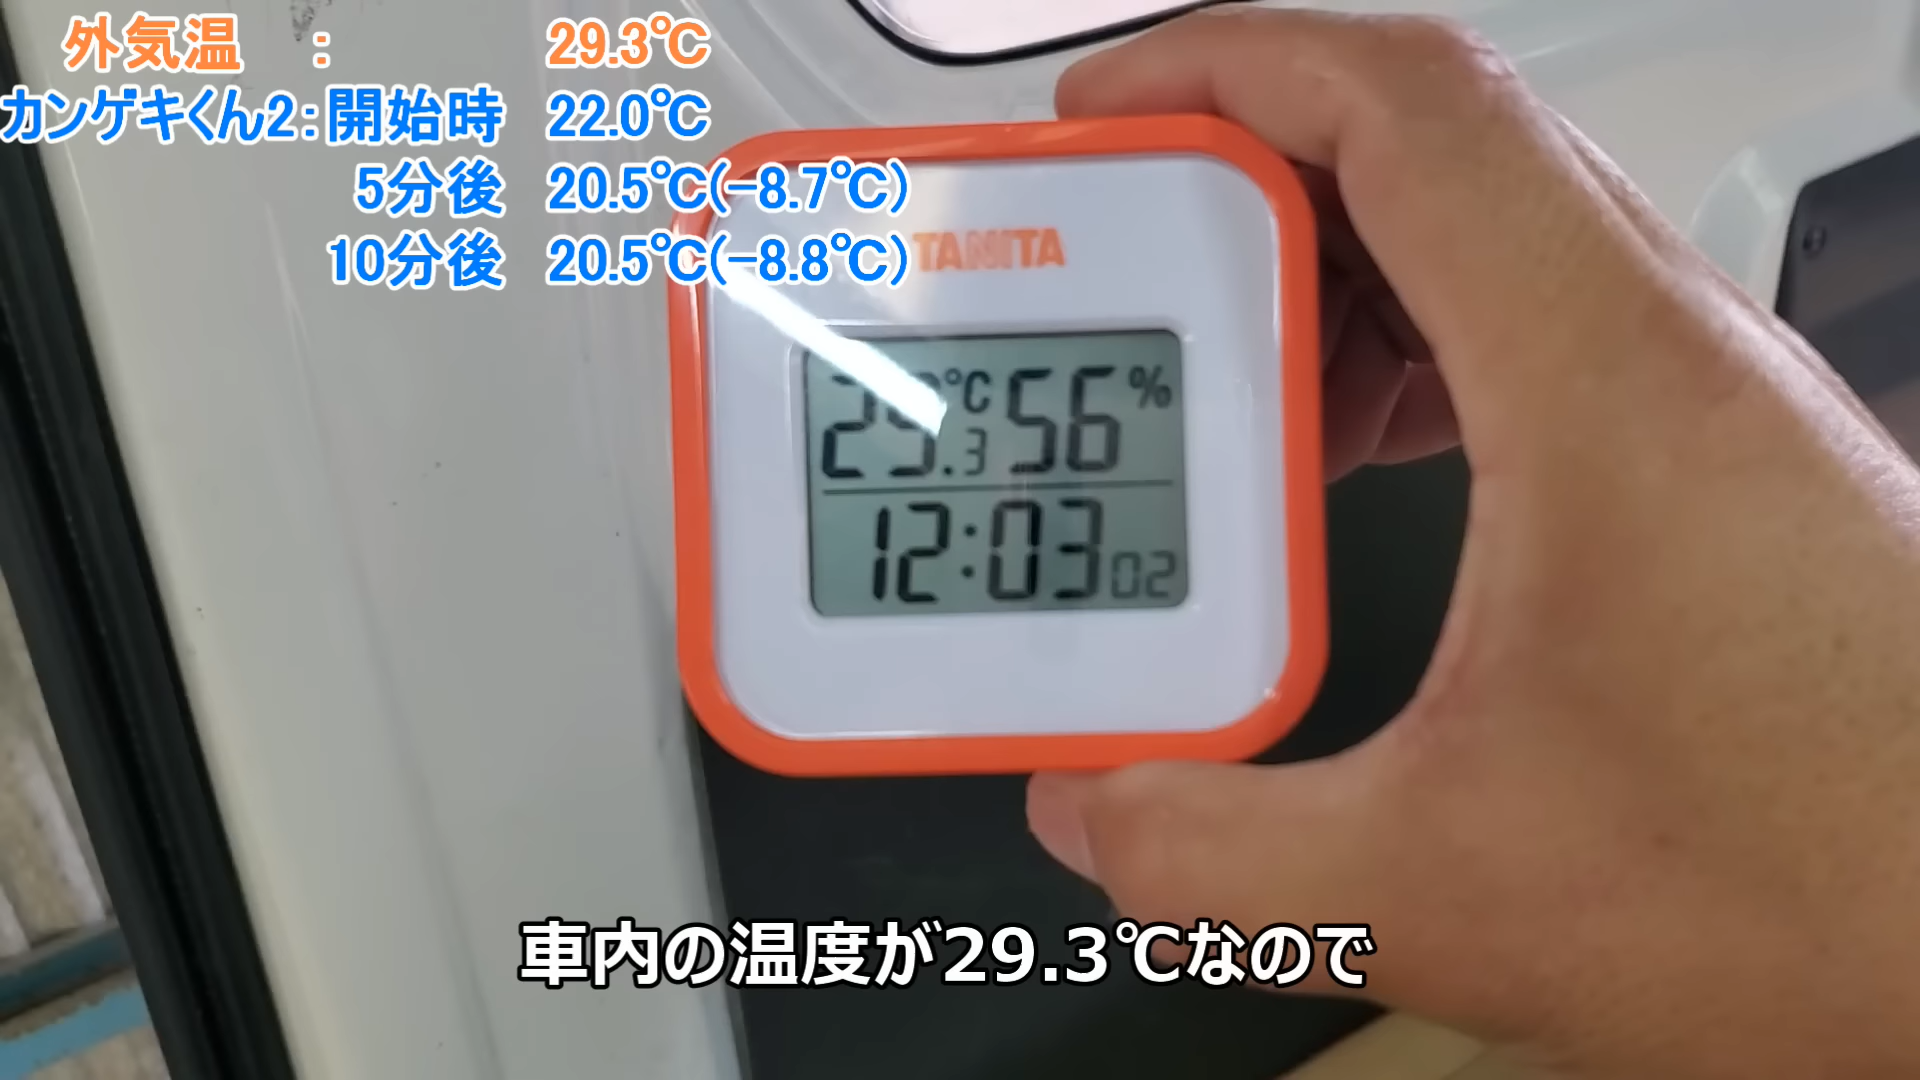 外気温 : 29.3℃
カンゲキくん2:開始時 22.0℃
5分後 20.5℃(-8.7℃)
10分後 20.5℃(-8.8℃)
TANITA
29.3℃ 56%
12:03 02
車内の温度が29.3℃なので